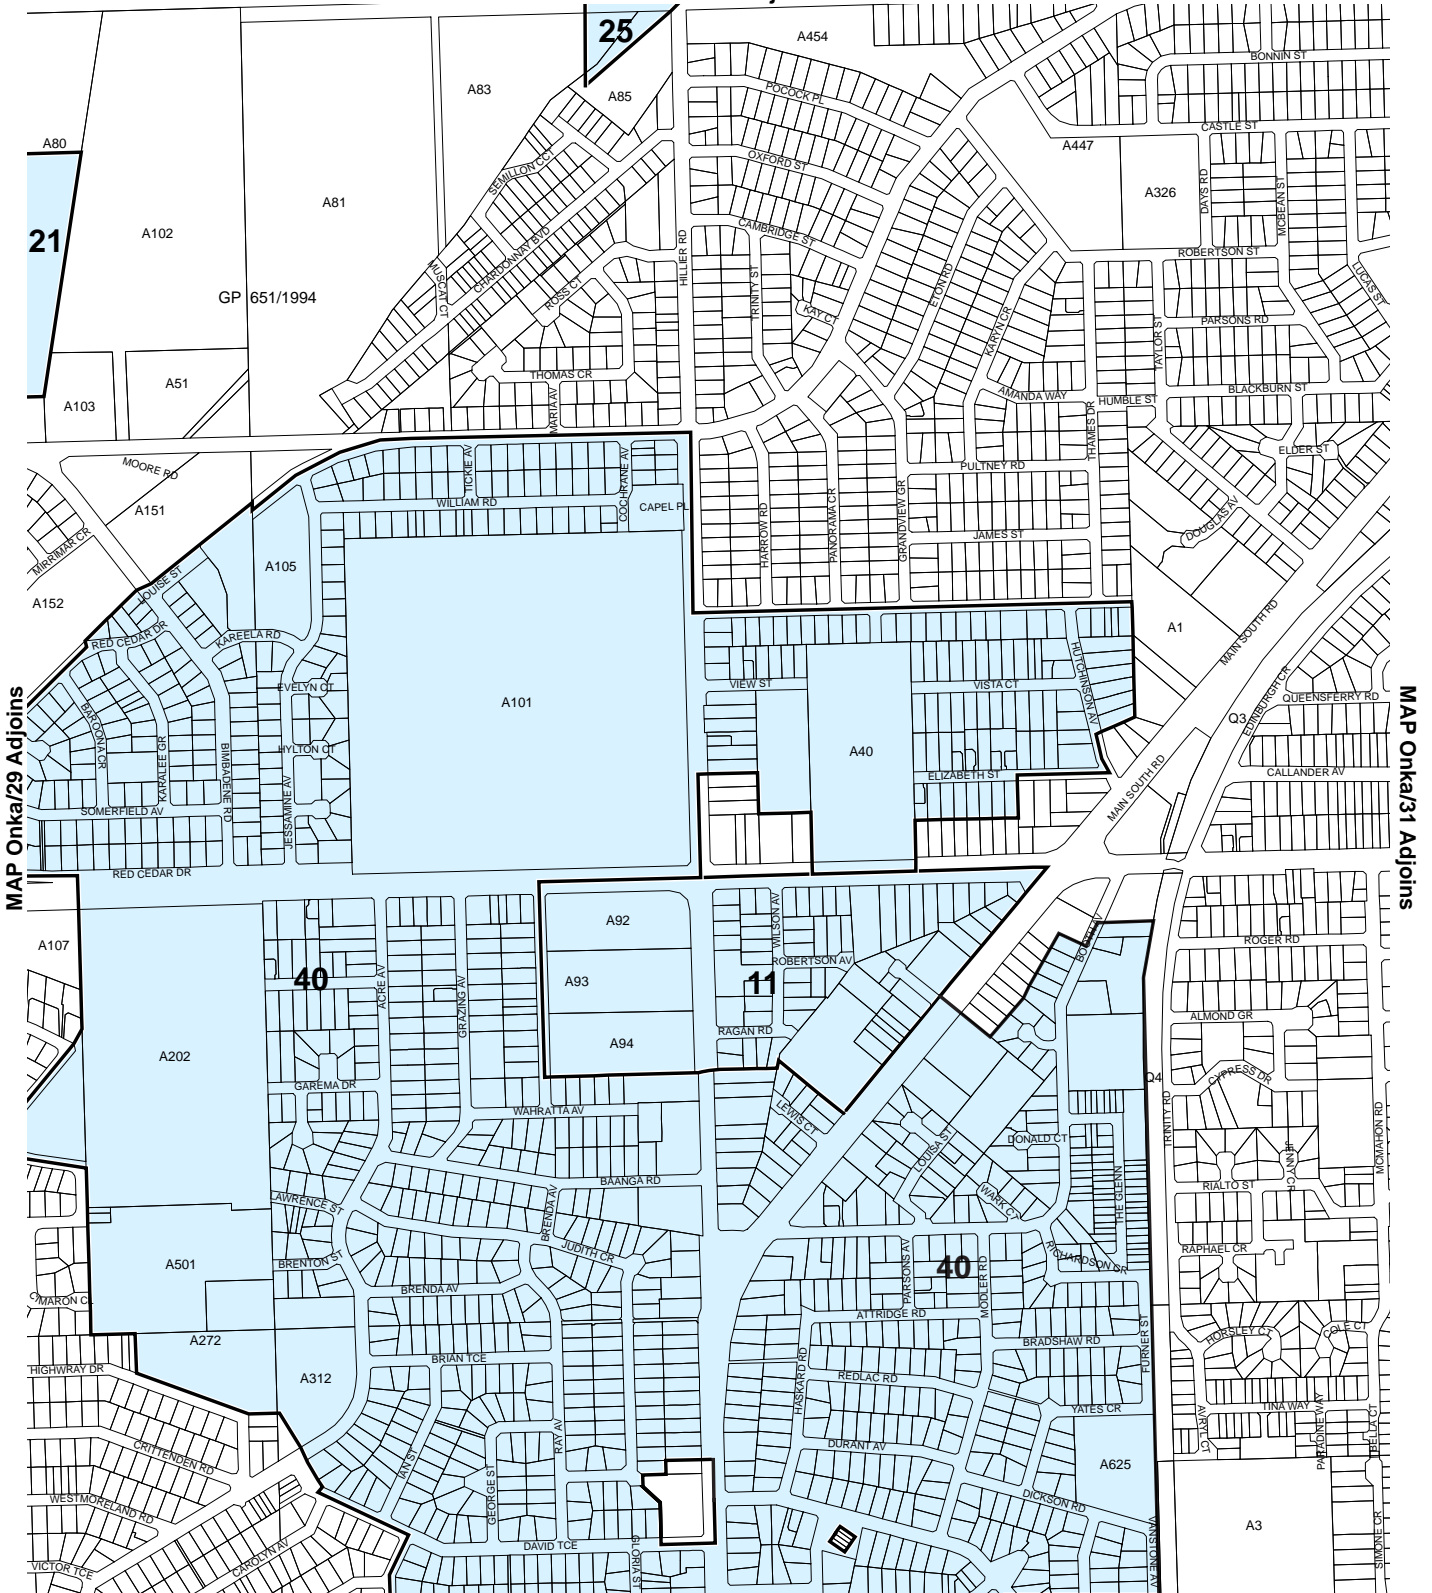 25
A454
BONNIN ST
A83
A85
POCOCK PL
CASTLE ST
A80
A447
OXFORD ST
SEMILLON CCT
A326
DAYS RD
MCBEAN ST
A81
21
A102
CAMBRIDGE ST
CHARDONNAY BVD
HILLIER RD
ROBERTSON ST
MUSCAT CT
ROSS CT
TRINITY ST
ETON RD
LUCAS ST
GP 651/1994
KAY CT
KARYN CR
TAYLOR ST
PARSONS RD
A51
THOMAS CR
A103
MARIA AV
AMANDA WAY
HUMBLE ST
BLACKBURN ST
THAMES DR
ELDER ST
MOORE RD
TICKIE AV
COCHRANE AV
PULTNEY RD
A151
WILLIAM RD
CAPEL PL
HARROW RD
PANORAMA CR
GRANDVIEW GR
JAMES ST
DOUGLAS AV
MIRRIMAR CR
A105
A152
LOUISE ST
RED CEDAR DR
KAREELA RD
A1
MAIN SOUTH RD
HUTCHINSON AV
EVELYN CT
VIEW ST
VISTA CT
A101
QUEENSFERRY RD
EDINBURGH CR
Q3
MAP Onka/29 Adjoins
MAP Onka/31 Adjoins
BAROONA CR
KARALEE GR
BIMBADENE RD
HYLTON CT
A40
ELIZABETH ST
CALLANDER AV
MAIN SOUTH RD
SOMERFIELD AV
JESSAMINE AV
RED CEDAR DR
A92
WILSON AV
A107
BOOTH AV
ROGER RD
40
ACRE AV
GRAZING AV
A93
11
ROBERTSON AV
ALMOND GR
A94
RAGAN RD
A202
Q4
CYPRESS DR
GAREMA DR
WAHRATTA AV
LEWIS CT
TRINITY RD
MCMAHON RD
LOUISA ST
DONALD CT
JENNY CR
BAANGA RD
WARK CT
THE GLENN
RIALTO ST
LAWRENCE ST
BRENDA AV
JUDITH CR
RICHARDSON CR
RAPHAEL CR
A501
BRENTON ST
PARSONS AV
40
MODLER RD
BRENDA AV
CIMARON CL
ATTRIDGE RD
A272
BRADSHAW RD
FURNER ST
HORSLEY CT
COLE CT
HIGHWRAY DR
BRIAN TCE
A312
HASKARD RD
REDLAC RD
YATES CR
AVRYL CT
TINA WAY
PARADINE WAY
BELLA CT
CRITTENDEN RD
IAN ST
RAY AV
DURANT AV
A625
GEORGE ST
WESTMORELAND RD
DICKSON RD
A3
VICTOR TCE
CAROLYN AV
DAVID TCE
GLORIA ST
VANSTONE AV
SIMONE CR